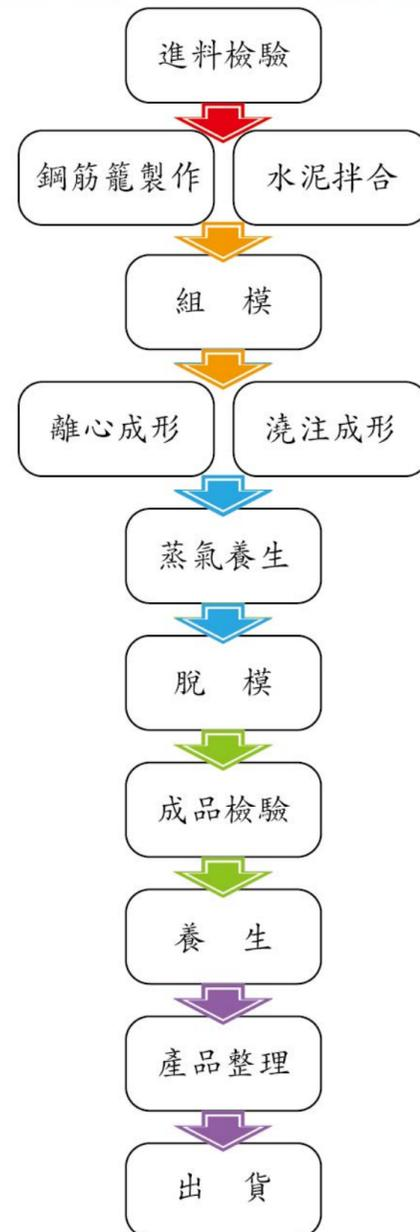 進料檢驗
鋼筋籠製作
水泥拌合
組 模
離心成形
澆注成形
蒸氣養生
脫 模
成品檢驗
養 生
產品整理
出 貨